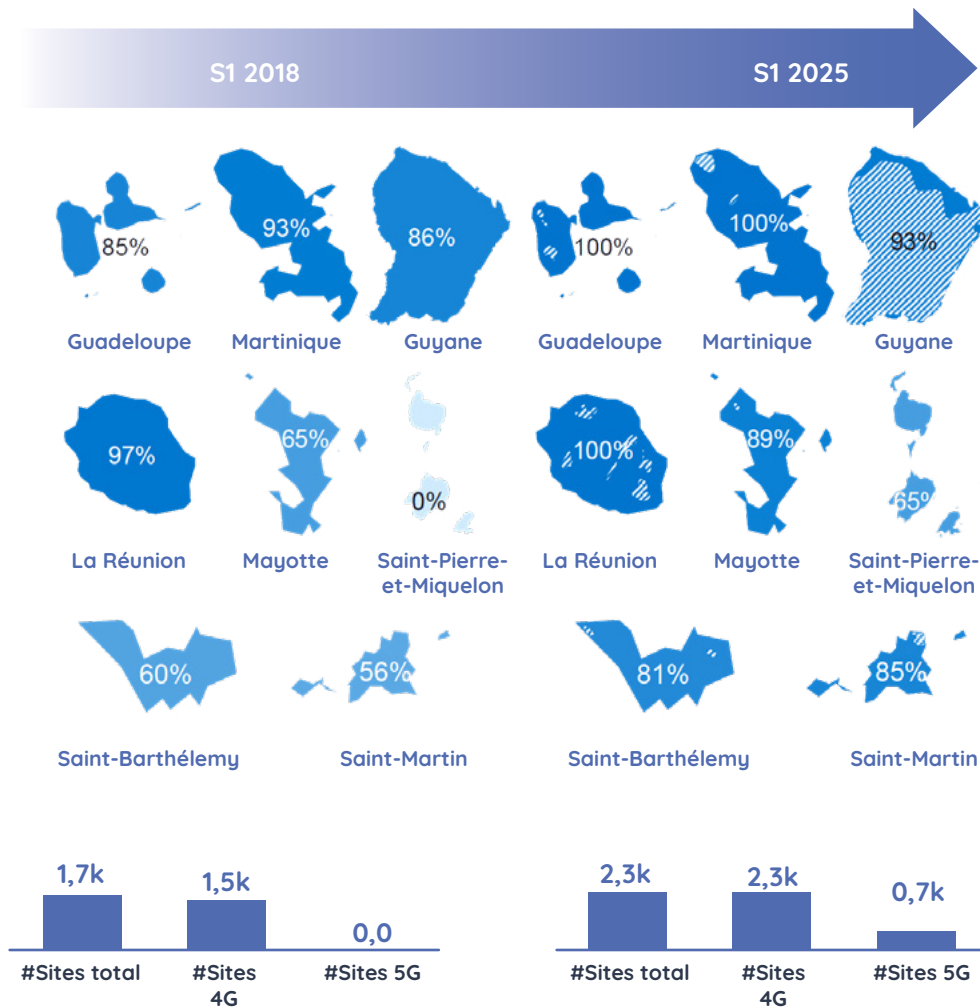 S1 2018
S1 2025
85%
93%
86%
100%
100%
93%
Guadeloupe
Martinique
Guyane
Guadeloupe
Martinique
Guyane
97%
65%
0%
100%
89%
65%
La Réunion
Mayotte
Saint-Pierre-
et-Miquelon
La Réunion
Mayotte
Saint-Pierre-
et-Miquelon
60%
56%
81%
85%
Saint-Barthélemy
Saint-Martin
Saint-Barthélemy
Saint-Martin
1,7k
1,5k
0,0
2,3k
2,3k
0,7k
#Sites total
#Sites
4G
#Sites 5G
#Sites total
#Sites
4G
#Sites 5G